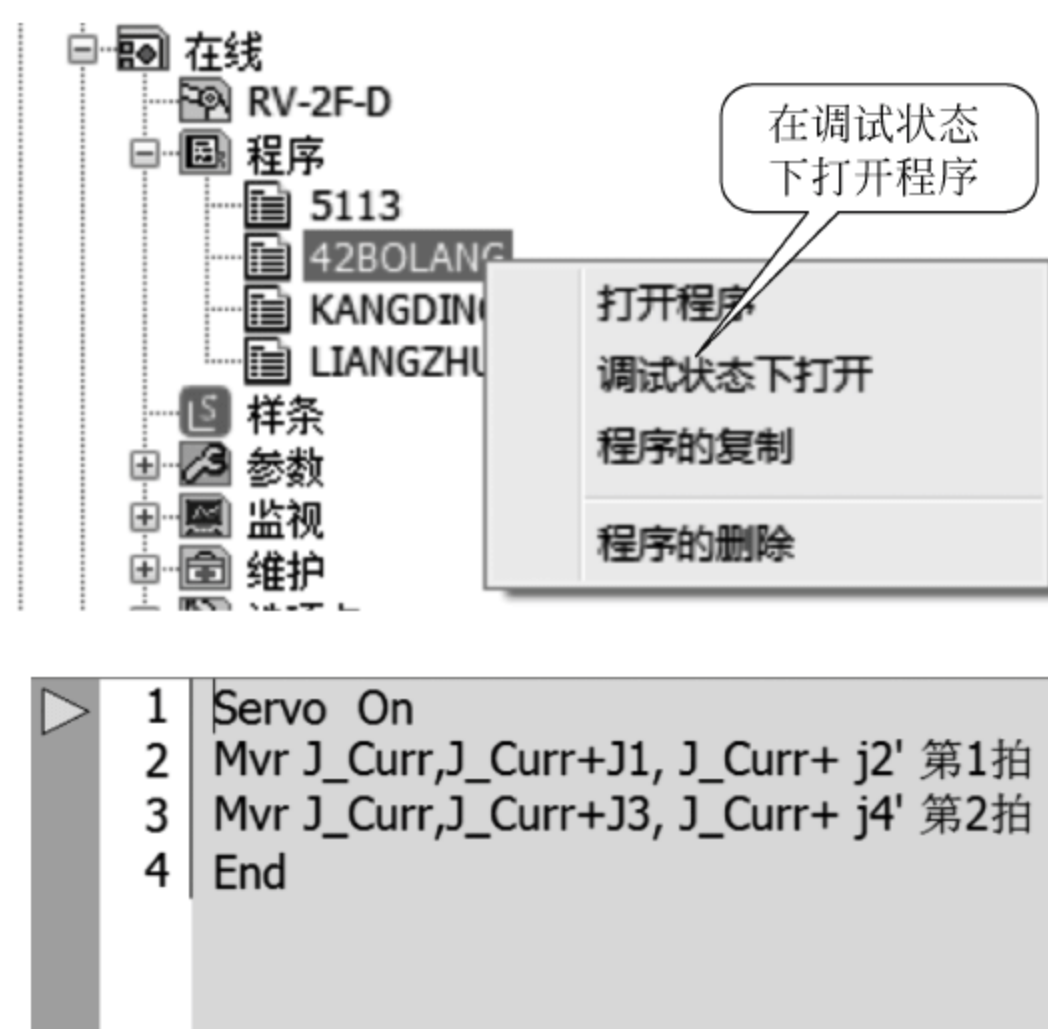 在线
RV-2F-D
程序
5113
42BOLANG
KANGDING
LIANGZHU
样条
参数
监视
维护
在调试状态
下打开程序
打开程序
调试状态下打开
程序的复制
程序的删除
1 Servo On
2 Mvr J_Curr,J_Curr+J1, J_Curr+ j2' 第1拍
3 Mvr J_Curr,J_Curr+J3, J_Curr+ j4' 第2拍
4 End